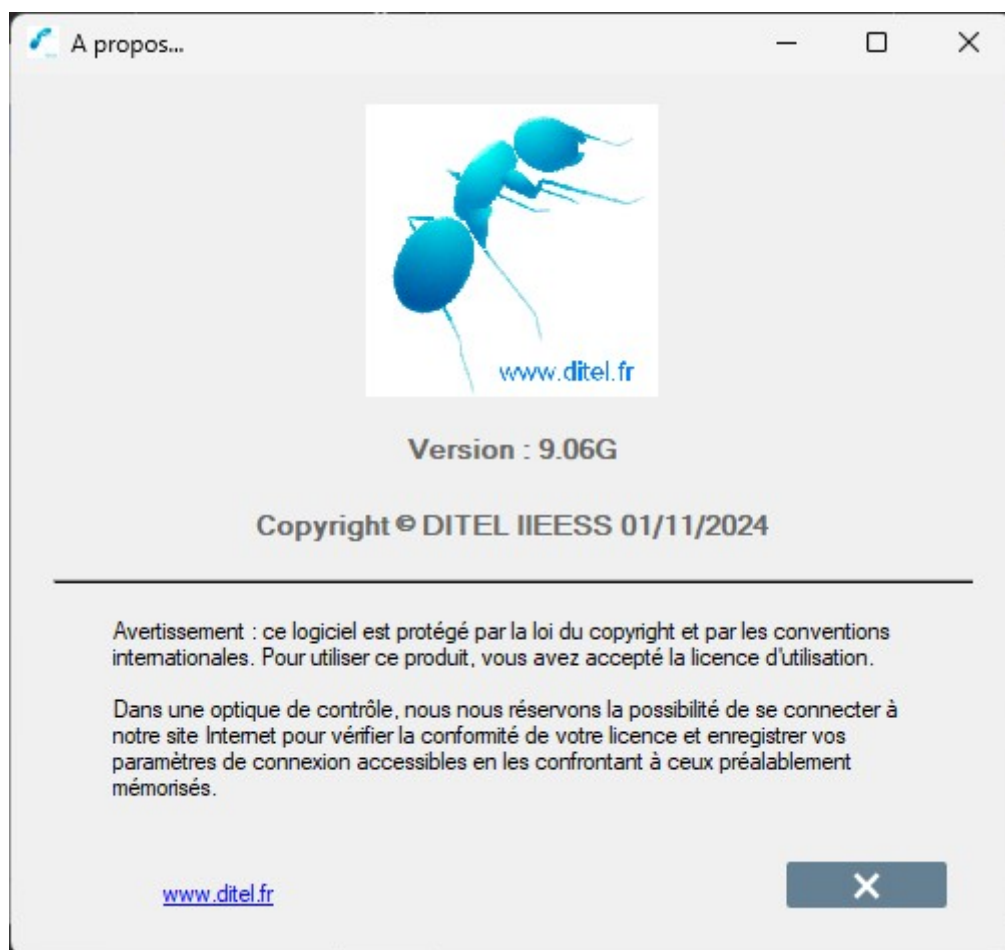 A propos...
www.ditel.fr
Version : 9.06G
Copyright © DITEL IIEESS 01/11/2024
Avertissement : ce logiciel est protégé par la loi du copyright et par les conventions
internationales. Pour utiliser ce produit, vous avez accepté la licence d'utilisation.
Dans une optique de contrôle, nous nous réservons la possibilité de se connecter à
notre site Internet pour vérifier la conformité de votre licence et enregistrer vos
paramètres de connexion accessibles en les confrontant à ceux préalablement
mémorisés.
www.ditel.fr